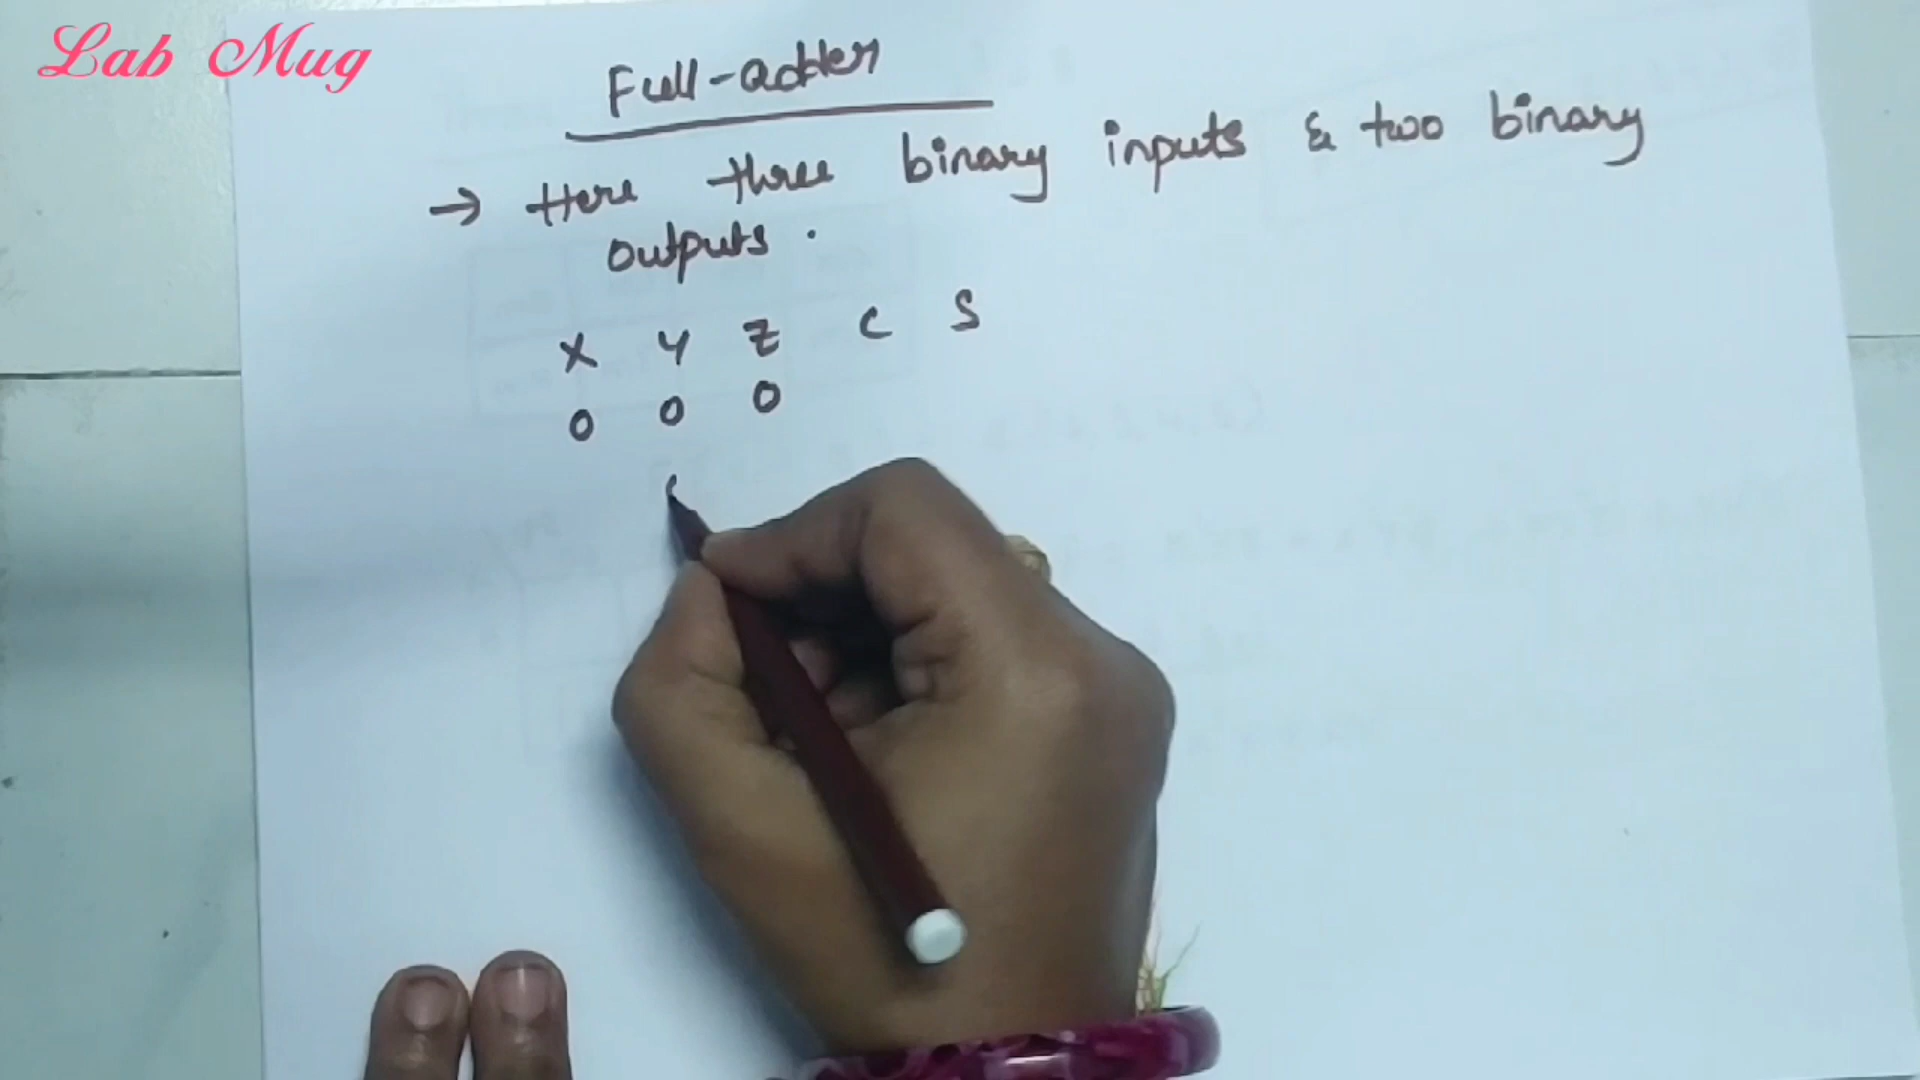 Lab Mug
Full-adder
→ Here three binary inputs & two binary
outputs.
X Y Z C S
0 0 0